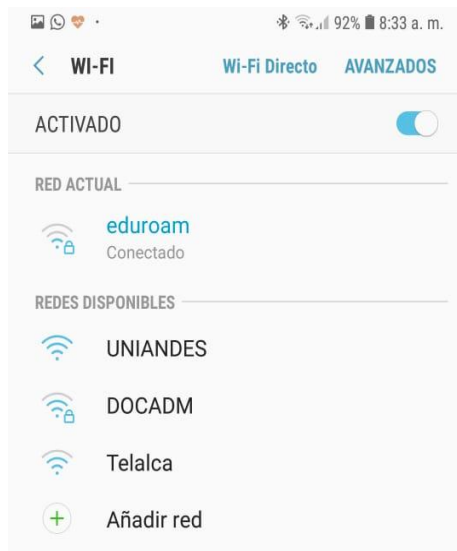 92% 8:33 a. m.
WI-FI Wi-Fi Directo AVANZADOS
ACTIVADO
RED ACTUAL
eduroam
Conectado
REDES DISPONIBLES
UNIANDES
DOCADM
Telalca
Añadir red